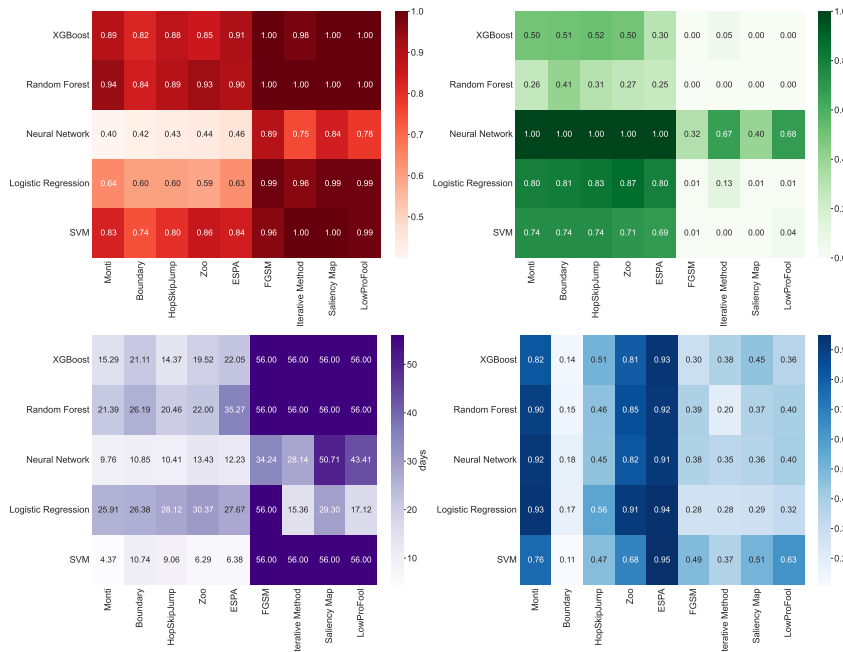 XGBoost 0.89 0.82 0.88 0.85 0.91 1.00 0.98 1.00 1.00
Random Forest 0.94 0.84 0.89 0.93 0.90 1.00 1.00 1.00 1.00
Neural Network 0.40 0.42 0.43 0.44 0.46 0.89 0.75 0.84 0.78
Logistic Regression 0.64 0.60 0.60 0.59 0.63 0.99 0.96 0.99 0.99
SVM 0.83 0.74 0.80 0.86 0.84 0.96 1.00 1.00 0.99
Monti Boundary HopSkipJump Zoo ESPA FGSM Iterative Method Saliency Map LowProFool
1.0
0.9
0.8
0.7
0.6
0.5
XGBoost 0.50 0.51 0.52 0.50 0.30 0.00 0.05 0.00 0.00
Random Forest 0.26 0.41 0.31 0.27 0.25 0.00 0.00 0.00 0.00
Neural Network 1.00 1.00 1.00 1.00 1.00 0.32 0.67 0.40 0.68
Logistic Regression 0.80 0.81 0.83 0.87 0.80 0.01 0.13 0.01 0.01
SVM 0.74 0.74 0.74 0.71 0.69 0.01 0.00 0.00 0.04
Monti Boundary HopSkipJump Zoo ESPA FGSM Iterative Method Saliency Map LowProFool
1.0
0.8
0.6
0.4
0.2
0.0
XGBoost 15.29 21.11 14.37 19.52 22.05 56.00 56.00 56.00 56.00
Random Forest 21.39 26.19 20.46 22.00 35.27 56.00 56.00 56.00 56.00
Neural Network 9.76 10.85 10.41 13.43 12.23 34.24 28.14 50.71 43.41
Logistic Regression 25.91 26.38 28.12 30.37 27.67 56.00 15.36 29.30 17.12
SVM 4.37 10.74 9.06 6.29 6.38 56.00 56.00 56.00 56.00
Monti Boundary HopSkipJump Zoo ESPA FGSM terative Method Saliency Map LowProFool
50
40
30
20
10
days
XGBoost 0.82 0.14 0.51 0.81 0.93 0.30 0.38 0.45 0.36
Random Forest 0.90 0.15 0.46 0.85 0.92 0.39 0.20 0.37 0.40
Neural Network 0.92 0.18 0.45 0.82 0.91 0.38 0.35 0.36 0.40
Logistic Regression 0.93 0.17 0.56 0.91 0.94 0.28 0.28 0.29 0.32
SVM 0.76 0.11 0.47 0.68 0.95 0.49 0.37 0.51 0.63
Monti Boundary HopSkipJump Zoo ESPA FGSM Iterative Method Saliency Map LowProFool